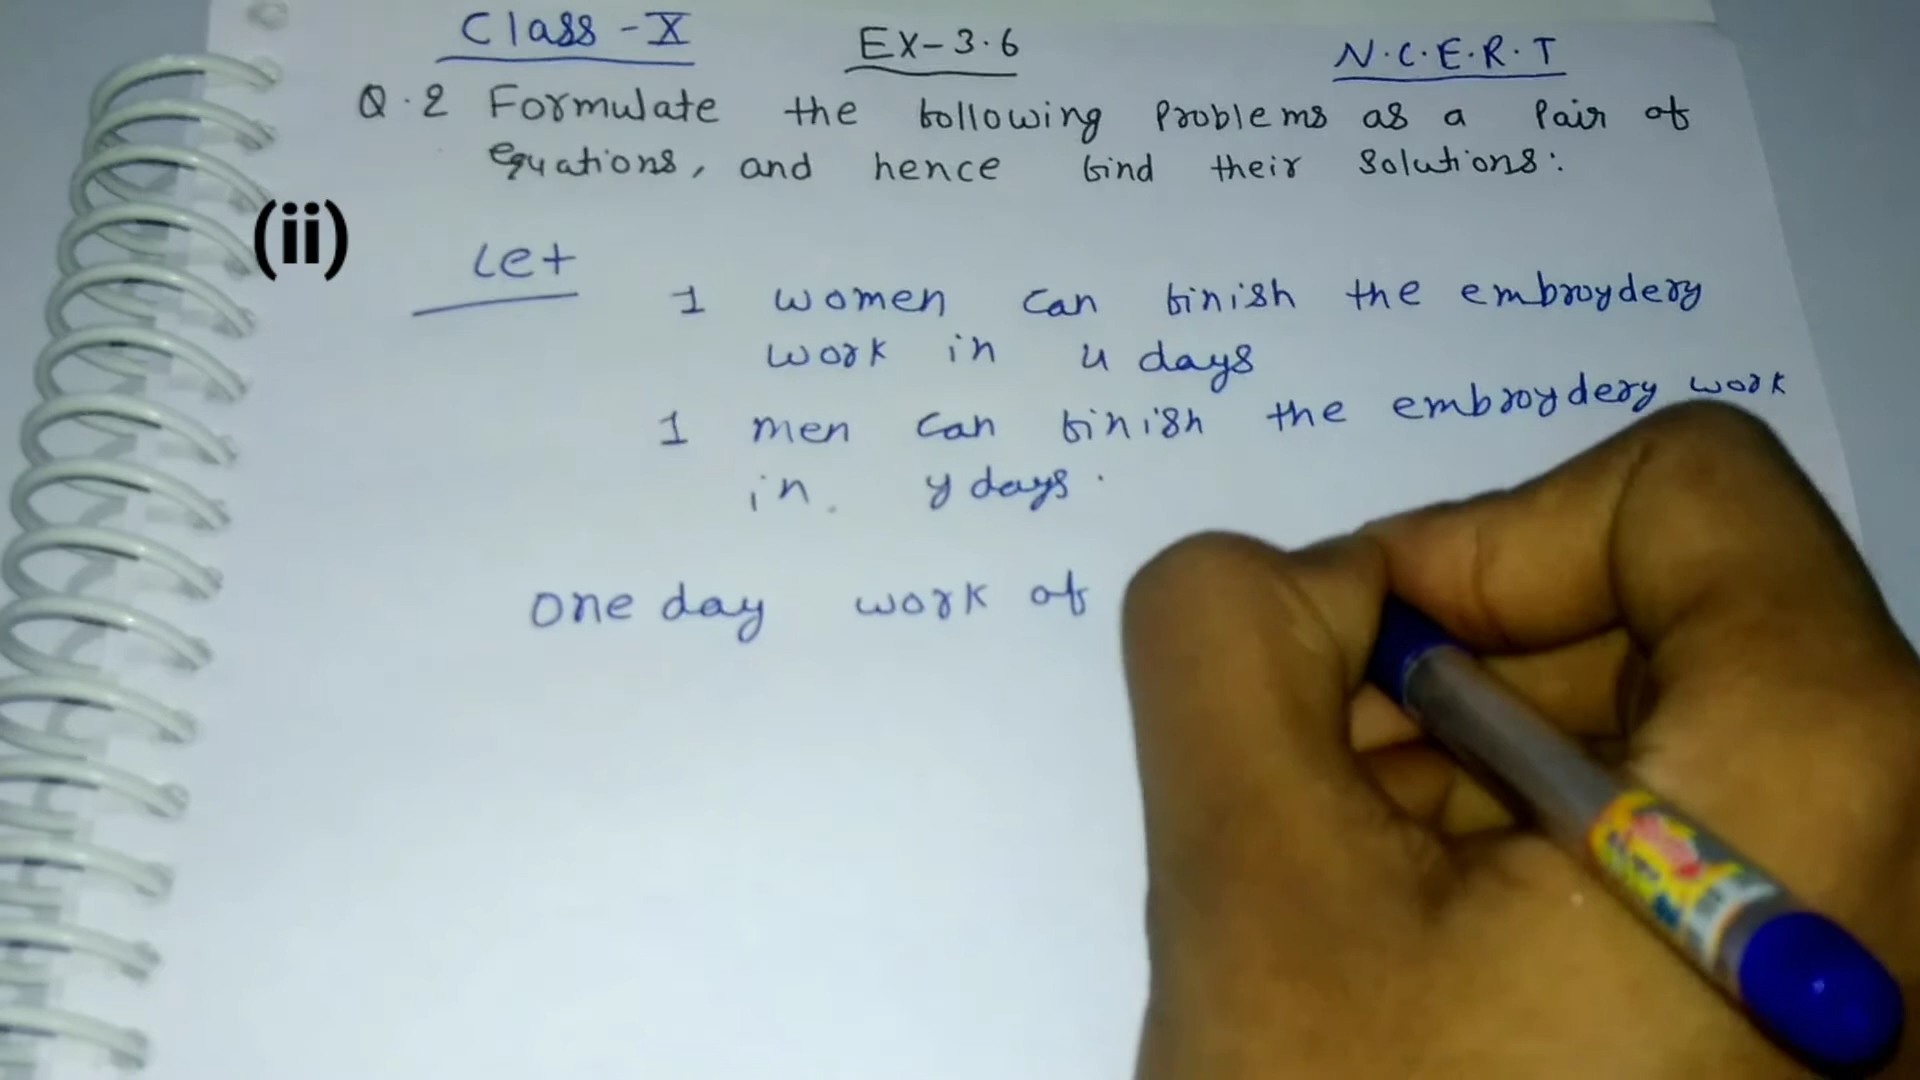 Class - X
EX-3.6
N.C.E.R.T
Q.2 Formulate the following Problems as a Pair of
equations, and hence find their Solutions:
(ii)
Let
1 women can finish the embroydery
work in u days
1 men can finish the embroydery work
in. y days.
one day work of